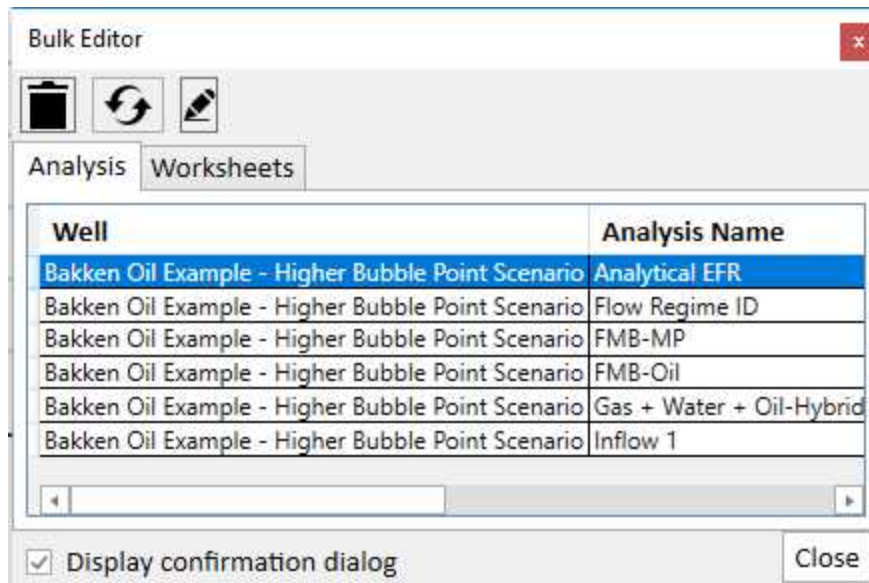 Bulk Editor
x
Analysis Worksheets
Well Analysis Name
Bakken Oil Example - Higher Bubble Point Scenario Analytical EFR
Bakken Oil Example - Higher Bubble Point Scenario Flow Regime ID
Bakken Oil Example - Higher Bubble Point Scenario FMB-MP
Bakken Oil Example - Higher Bubble Point Scenario FMB-Oil
Bakken Oil Example - Higher Bubble Point Scenario Gas + Water + Oil-Hybrid
Bakken Oil Example - Higher Bubble Point Scenario Inflow 1
Display confirmation dialog Close